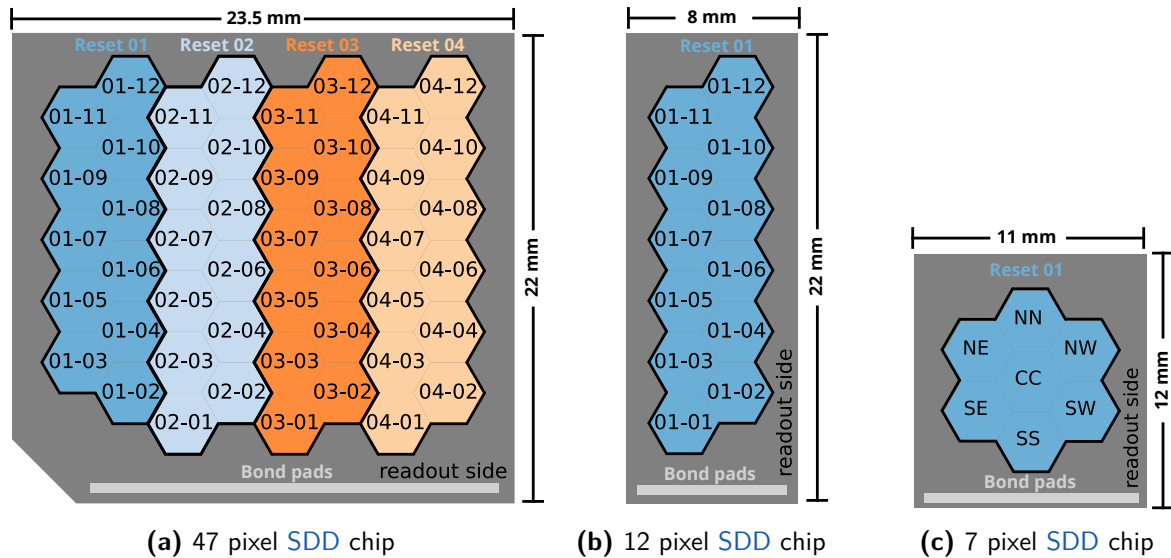 23.5 mm
Reset 01 Reset 02 Reset 03 Reset 04
01-12 02-12 03-12 04-12
01-11 02-11 03-11 04-11
01-10 02-10 03-10 04-10
01-09 02-09 03-09 04-09
01-08 02-08 03-08 04-08
01-07 02-07 03-07 04-07
01-06 02-06 03-06 04-06
01-05 02-05 03-05 04-05
01-04 02-04 03-04 04-04
01-03 02-03 03-03 04-03
01-02 02-02 03-02 04-02
02-01 03-01 04-01
Bond pads readout side
22 mm
(a) 47 pixel SDD chip
8 mm
Reset 01
01-12
01-11
01-10
01-09
01-08
01-07
01-06
01-05
01-04
01-03
01-02
01-01
readout side
Bond pads
22 mm
(b) 12 pixel SDD chip
11 mm
Reset 01
NN
NE NW
CC
SE SW
SS
readout side
Bond pads
12 mm
(c) 7 pixel SDD chip